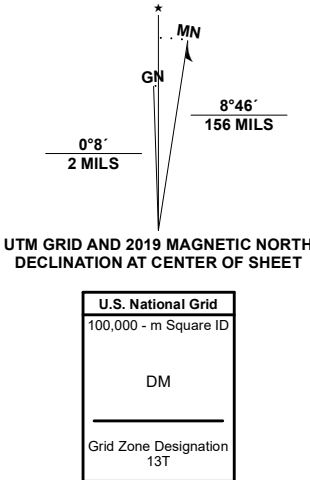 MN
GN
8°46´
156 MILS
0°8´
2 MILS
UTM GRID AND 2019 MAGNETIC NORTH
DECLINATION AT CENTER OF SHEET
U.S. National Grid
100,000 - m Square ID
DM
Grid Zone Designation
13T